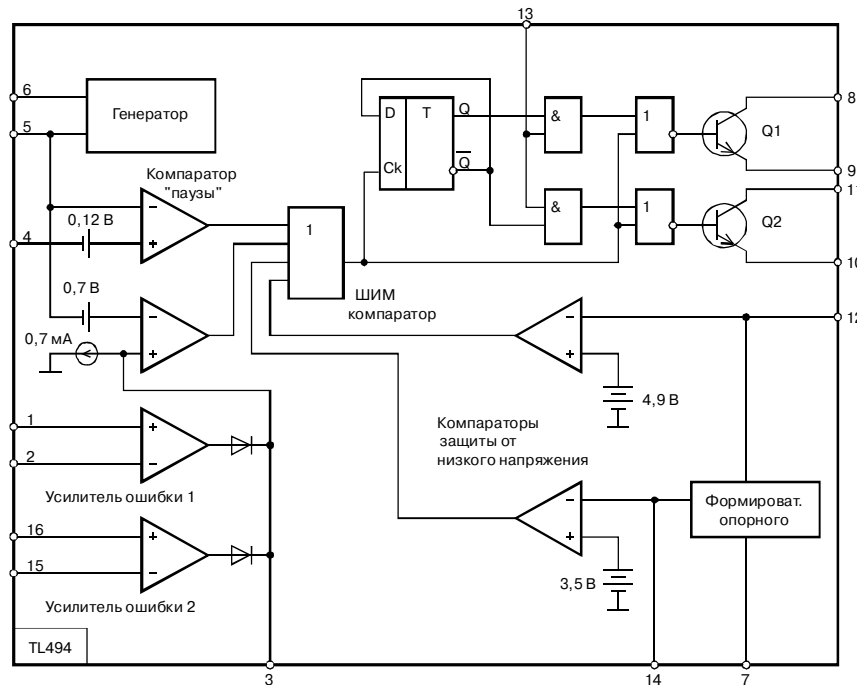 13
6
Генератор
5
8
D
T
Q
&
1
Q1
Ck
Q
9
Компаратор
"паузы"
11
0,12 В
4
1
&
1
Q2
10
0,7 В
ШИМ
компаратор
12
0,7 мА
4,9 В
1
2
Компараторы
защиты от
низкого напряжения
Усилитель ошибки 1
Формироват.
опорного
16
15
3,5 В
Усилитель ошибки 2
TL494
3
14
7